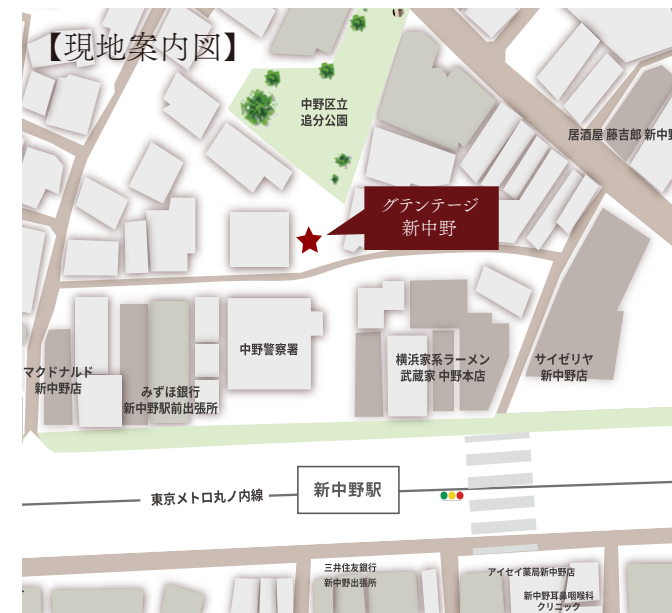 【現地案内図】
中野区立
追分公園
居酒屋 藤吉郎 新中野
グテンテージ
新中野
中野警察署
マクドナルド
新中野店
みずほ銀行
新中野駅前出張所
横浜家系ラーメン
武蔵家 中野本店
サイゼリヤ
新中野店
東京メトロ丸ノ内線
新中野駅
三井住友銀行
新中野出張所
アイセイ薬局新中野店
新中野耳鼻咽喉科
クリニック